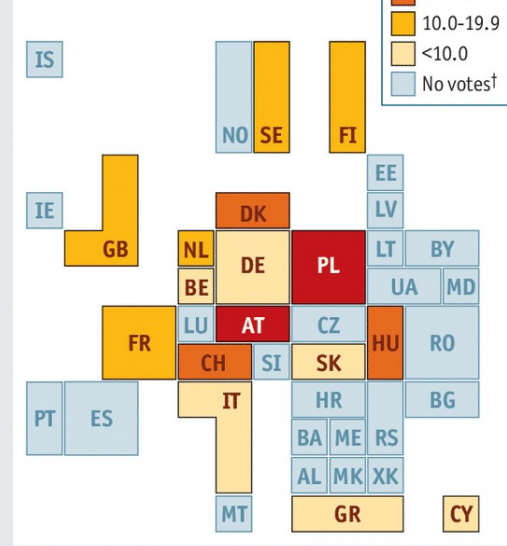 10.0-19.9
<10.0
No votes†
IS
NO SE FI
EE
IE DK LV
GB NL DE PL LT BY
BE UA MD
LU AT CZ
FR HU RO
CH SI SK
IT HR BG
PT ES
BA ME RS
AL MK XK
MT GR CY